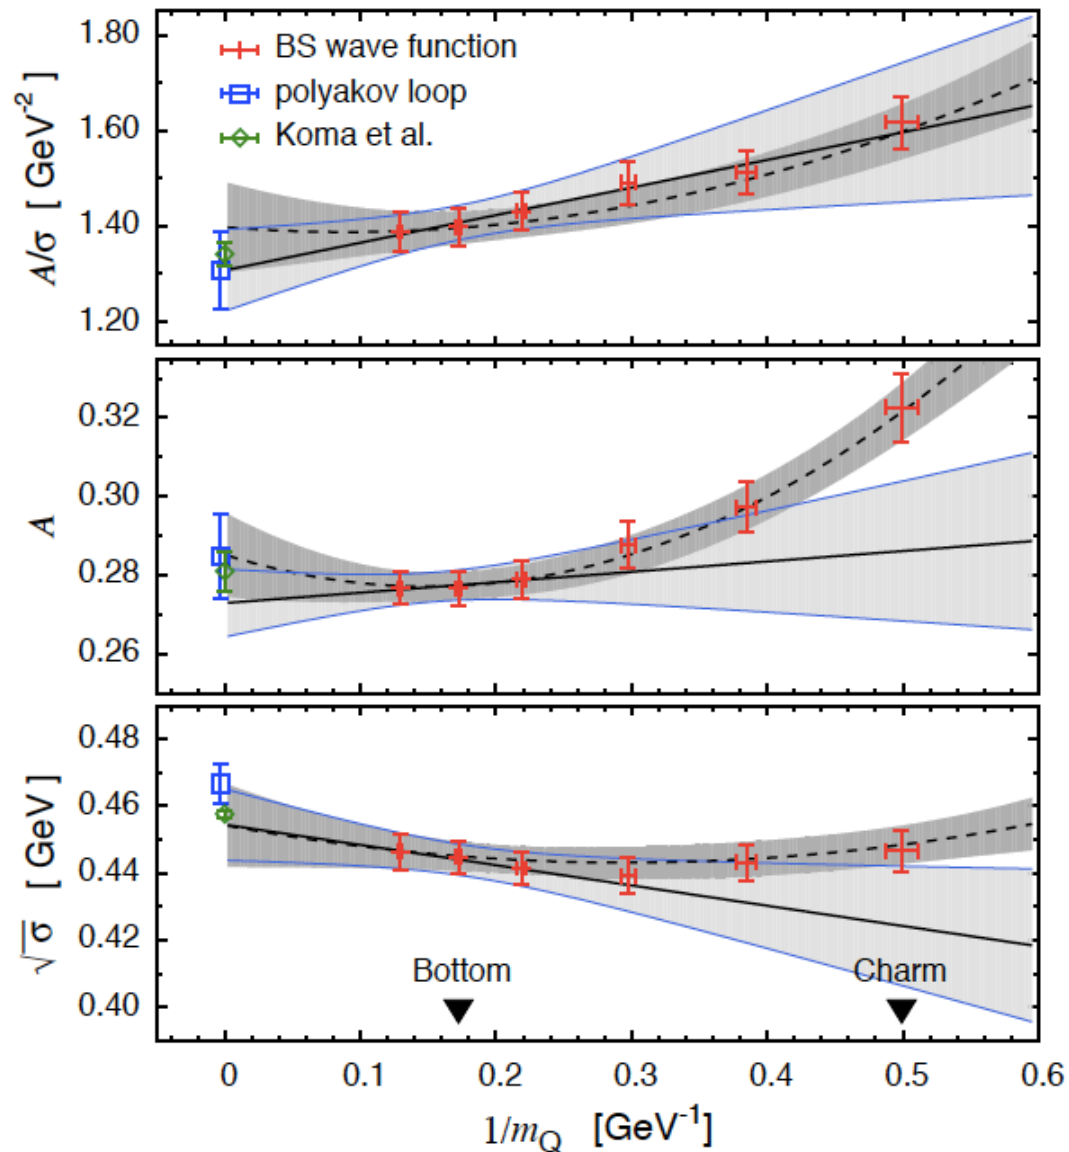 1.80
1.60
1.40
1.20
A/σ [ GeV⁻² ]
BS wave function
polyakov loop
Koma et al.
0.32
0.30
0.28
0.26
A
0.48
0.46
0.44
0.42
0.40
√σ [ GeV ]
Bottom
Charm
0 0.1 0.2 0.3 0.4 0.5 0.6
1/m_Q [GeV⁻¹]